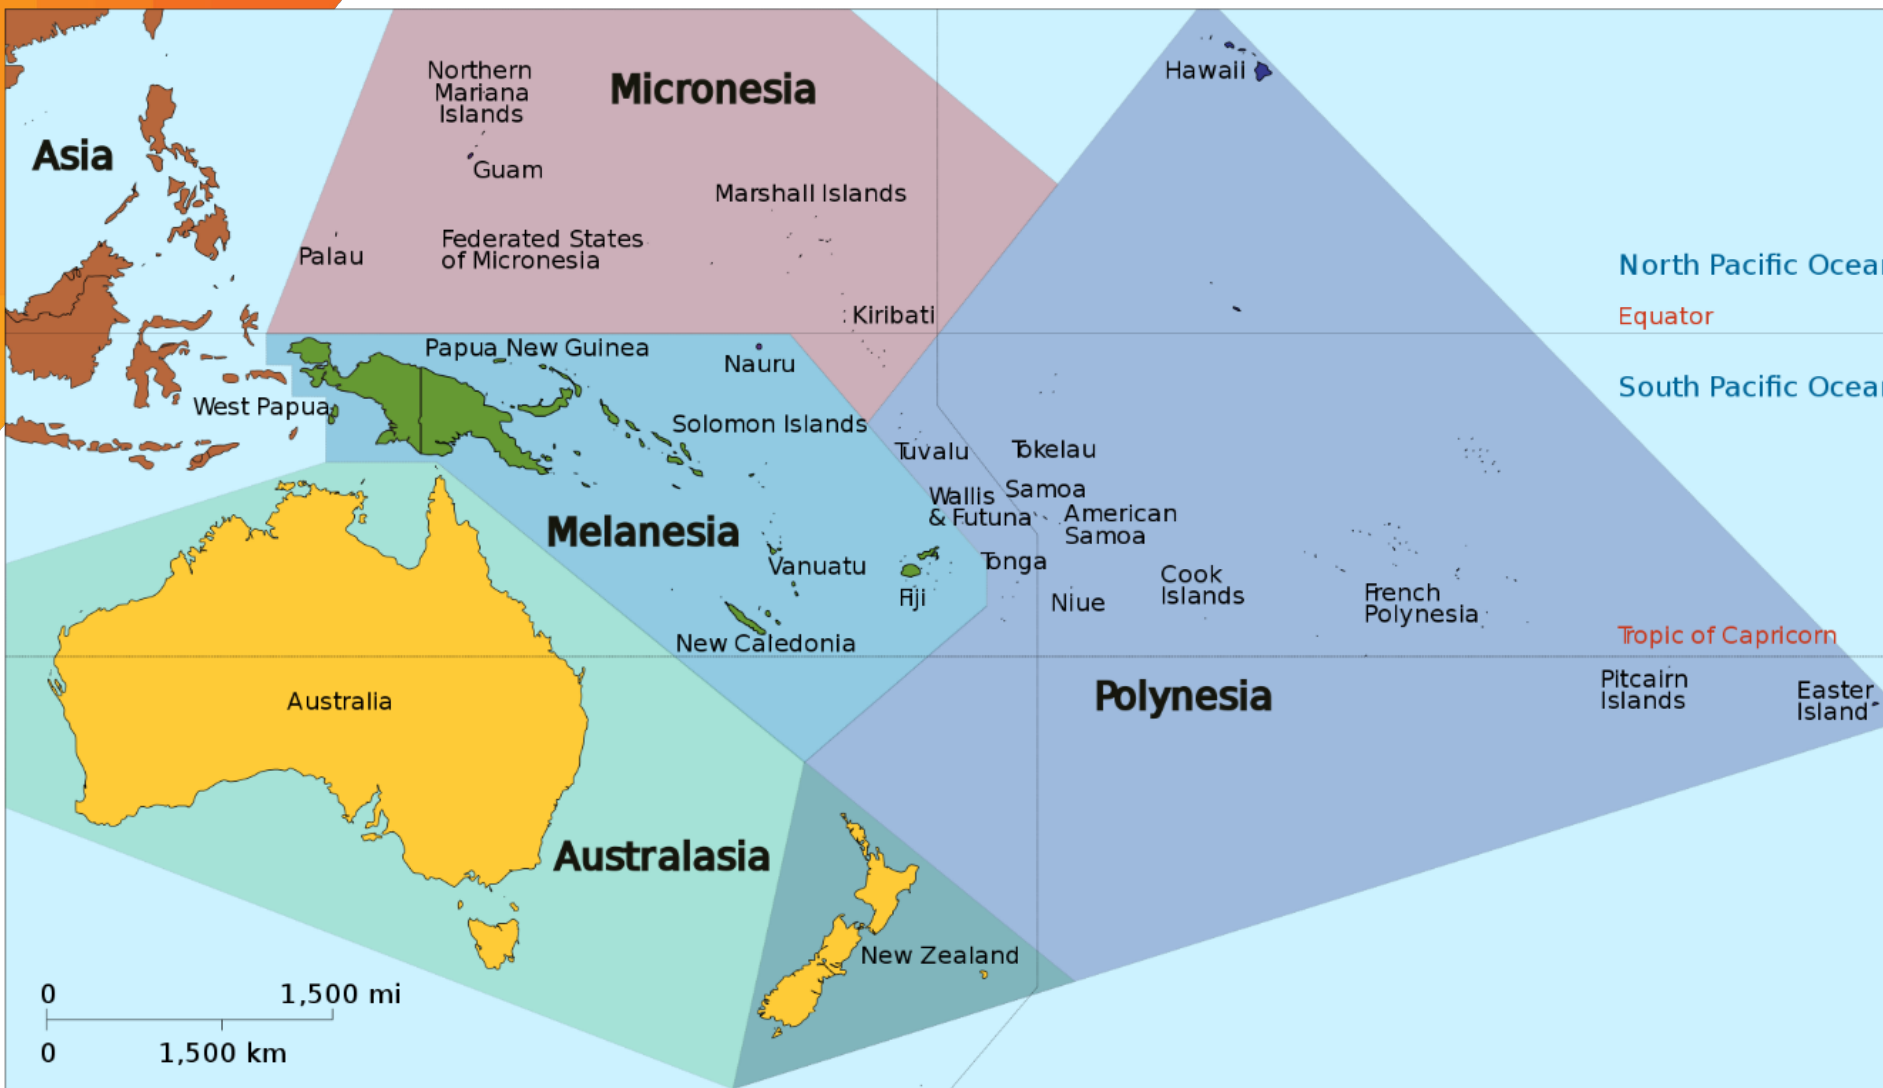 Northern
Mariana
Islands
Micronesia
Hawaii
Asia
Guam
Marshall Islands
Federated States
of Micronesia
Palau
North Pacific Ocean
Kiribati
Equator
Papua New Guinea
Nauru
South Pacific Ocean
West Papua
Solomon Islands
Tuvalu
Tokelau
Wallis
& Futuna
Samoa
American
Samoa
Melanesia
Vanuatu
Tonga
Fiji
Niue
Cook
Islands
French
Polynesia
New Caledonia
Tropic of Capricorn
Australia
Polynesia
Pitcairn
Islands
Easter
Island
Australasia
New Zealand
0 1,500 mi
0 1,500 km